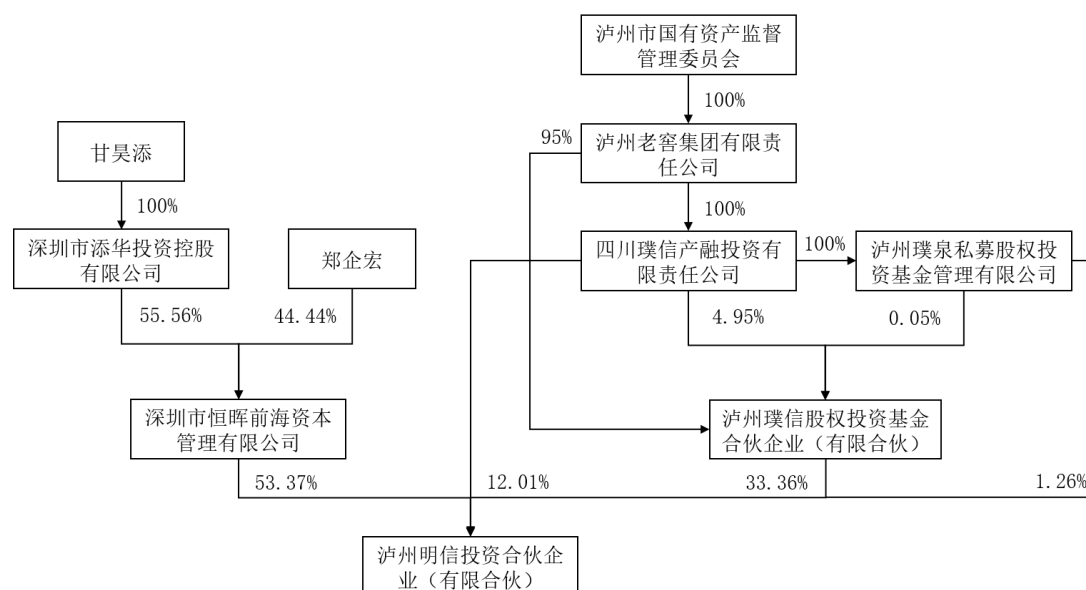 泸州市国有资产监督
管理委员会
100%
甘昊添
95%
泸州老窖集团有限责
任公司
100%
100%
深圳市添华投资控股
有限公司
郑企宏
四川璞信产融投资有
限责任公司
100%
泸州璞泉私募股权投
资基金管理有限公司
55.56%
44.44%
4.95%
0.05%
深圳市恒晖前海资本
管理有限公司
泸州璞信股权投资基金
合伙企业（有限合伙）
53.37%
12.01%
33.36%
1.26%
泸州明信投资合伙企
业（有限合伙）